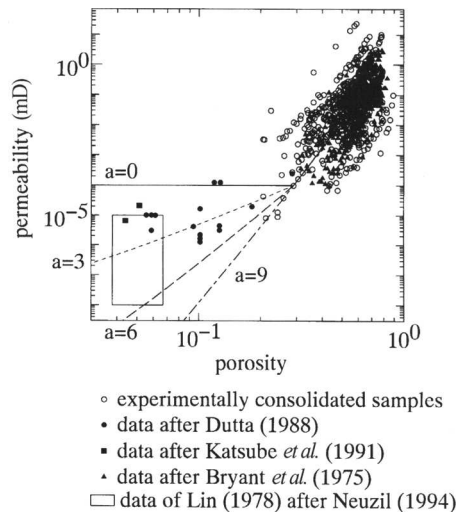 10⁰
permeability (mD)
a=0
10⁻⁵
a=3
a=9
a=6
10⁻¹
10⁰
porosity
○ experimentally consolidated samples
● data after Dutta (1988)
■ data after Katsube et al. (1991)
▲ data after Bryant et al. (1975)
data of Lin (1978) after Neuzil (1994)